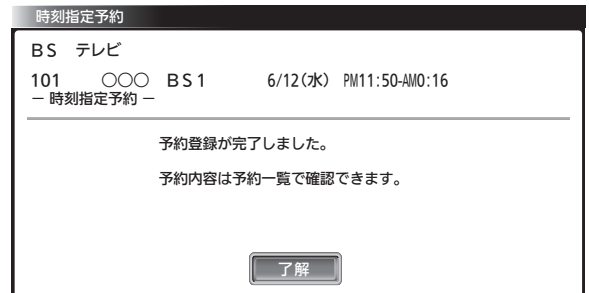 時刻指定予約
BS テレビ
101 ○○○ BS1 6/12(水) PM11:50-AM0:16
― 時刻指定予約 ―
予約登録が完了しました。
予約内容は予約一覧で確認できます。
了解